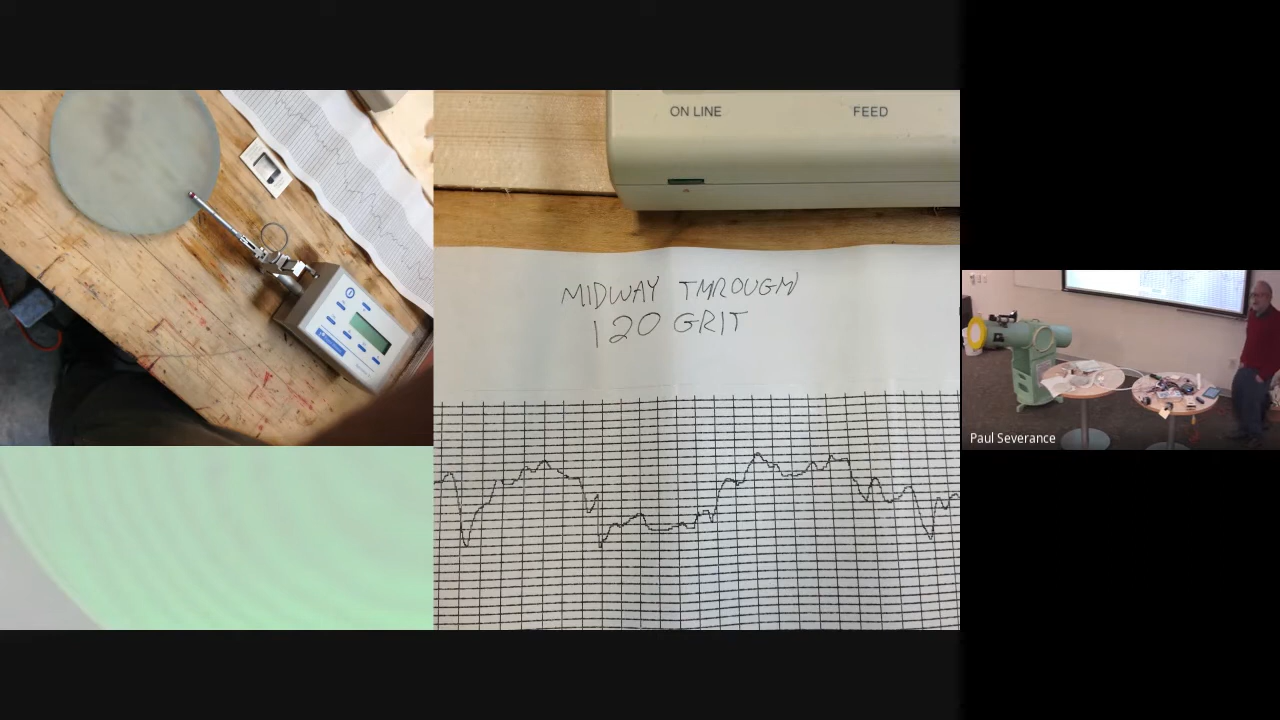 ON LINE
FEED
MIDWAY THROUGH
120 GRIT
Paul Severance